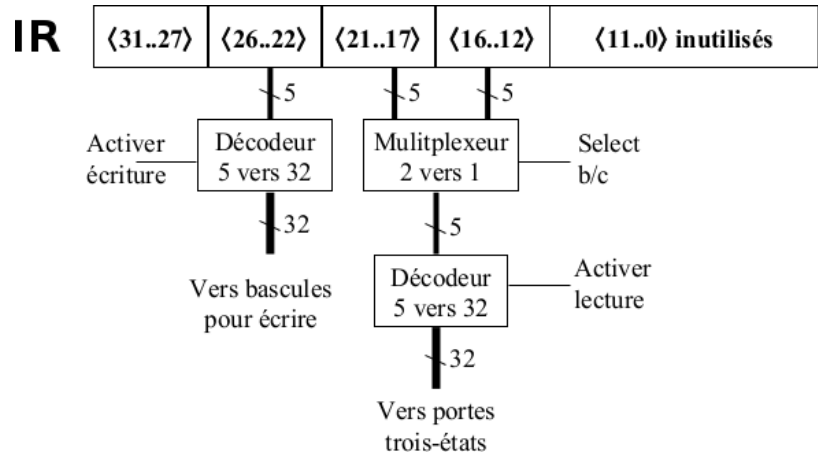 IR ⟨31..27⟩ ⟨26..22⟩ ⟨21..17⟩ ⟨16..12⟩ ⟨11..0⟩ inutilisés
5 5 5
Activer
écriture
Décodeur
5 vers 32
Mulitplexeur
2 vers 1
Select
b/c
32
5
Vers bascules
pour écrire
Décodeur
5 vers 32
Activer
lecture
32
Vers portes
trois-états